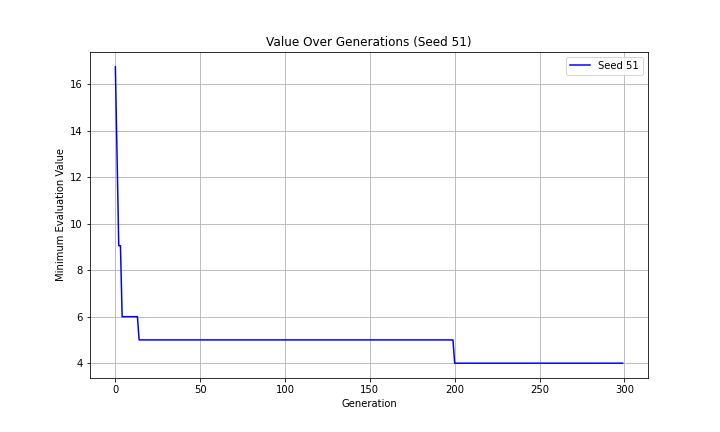 Value Over Generations (Seed 51)
Seed 51
Minimum Evaluation Value
16
14
12
10
8
6
4
0 50 100 150 200 250 300
Generation